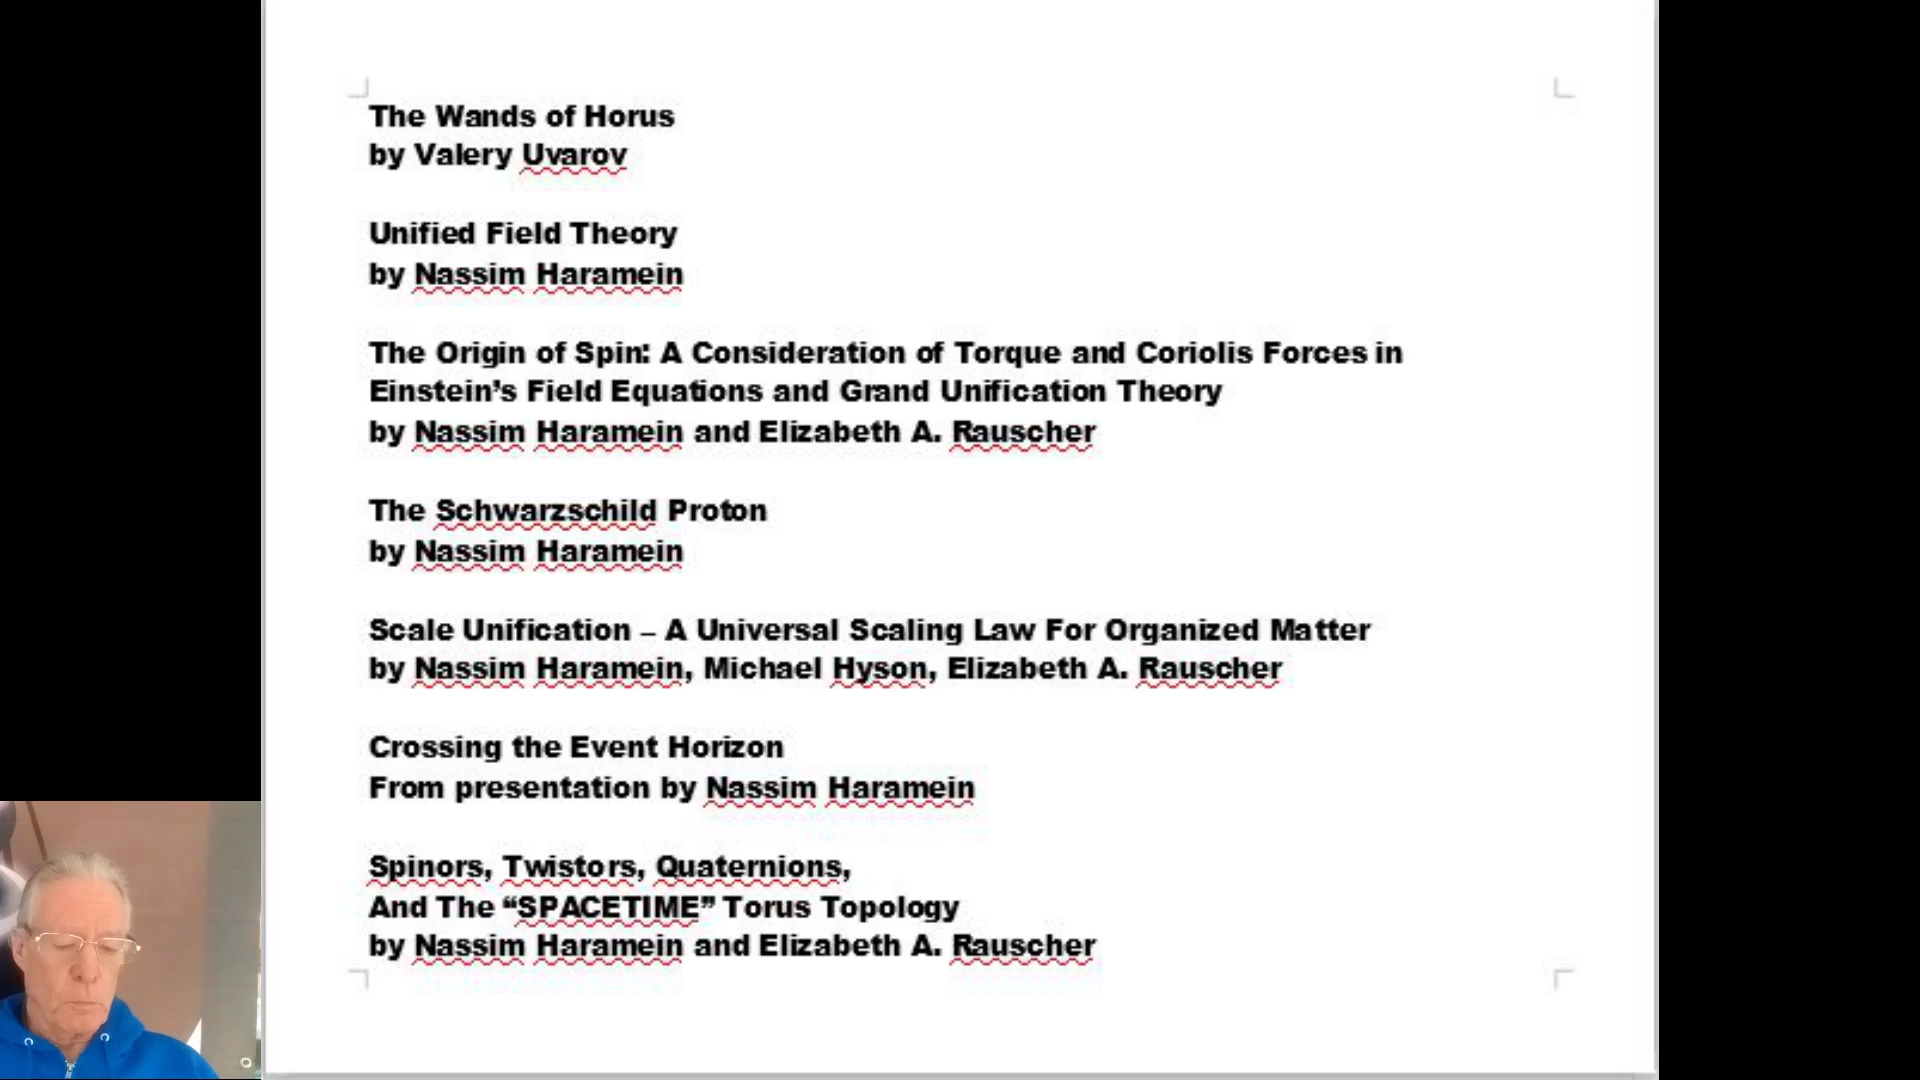 The Wands of Horus
by Valery Uvarov
Unified Field Theory
by Nassim Haramein
The Origin of Spin: A Consideration of Torque and Coriolis Forces in
Einstein’s Field Equations and Grand Unification Theory
by Nassim Haramein and Elizabeth A. Rauscher
The Schwarzschild Proton
by Nassim Haramein
Scale Unification – A Universal Scaling Law For Organized Matter
by Nassim Haramein, Michael Hyson, Elizabeth A. Rauscher
Crossing the Event Horizon
From presentation by Nassim Haramein
Spinors, Twistors, Quaternions,
And The “SPACETIME” Torus Topology
by Nassim Haramein and Elizabeth A. Rauscher